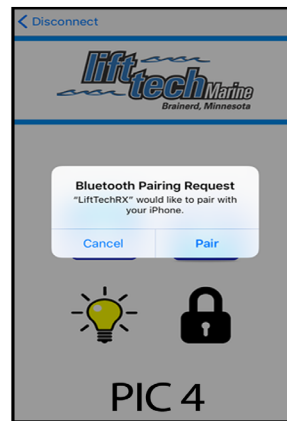 Disconnect
lift
tech Marine
Brainerd, Minnesota
Bluetooth Pairing Request
"LiftTechRX" would like to pair with
your iPhone.
Cancel Pair
PIC 4